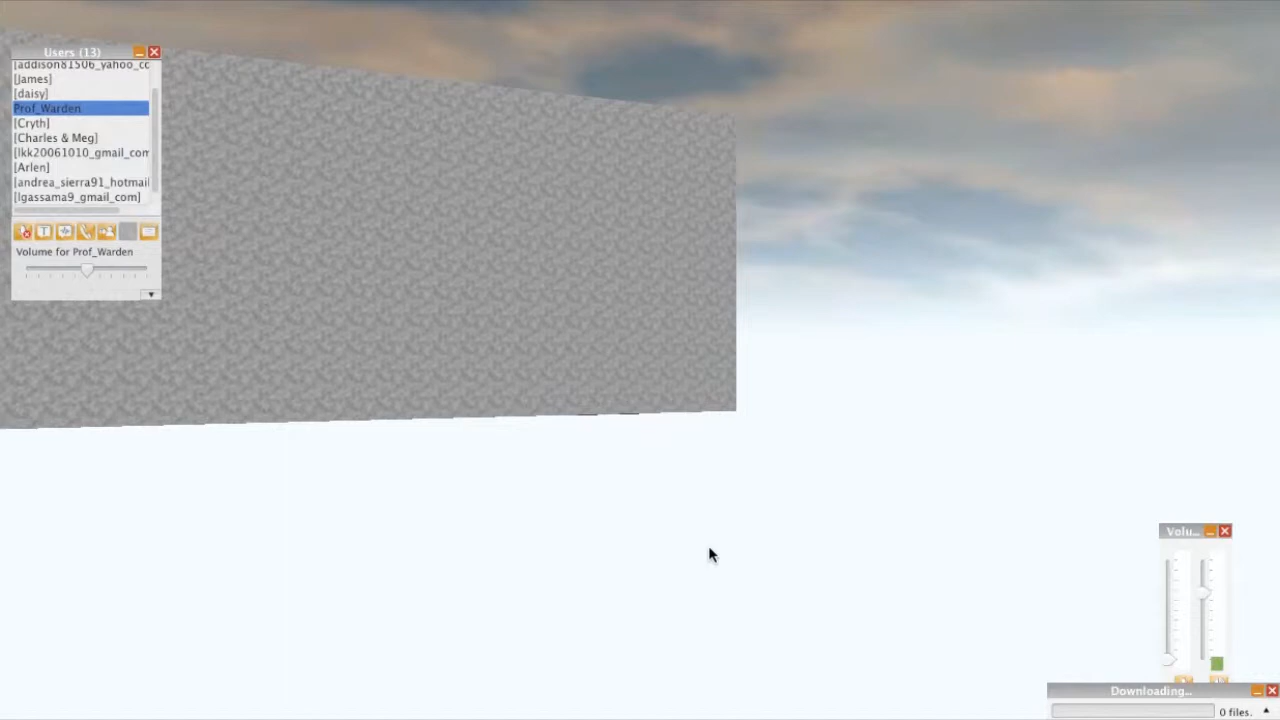 Users (13)
[addison81506_yahoo_cc
[James]
[daisy]
Prof_Warden
[Cryth]
[Charles & Meg]
[lkk20061010_gmail_com
[Arlen]
[andrea_sierra91_hotmail
[lgassama9_gmail_com]
T
Volume for Prof_Warden
Volu...
Downloading...
0 files.